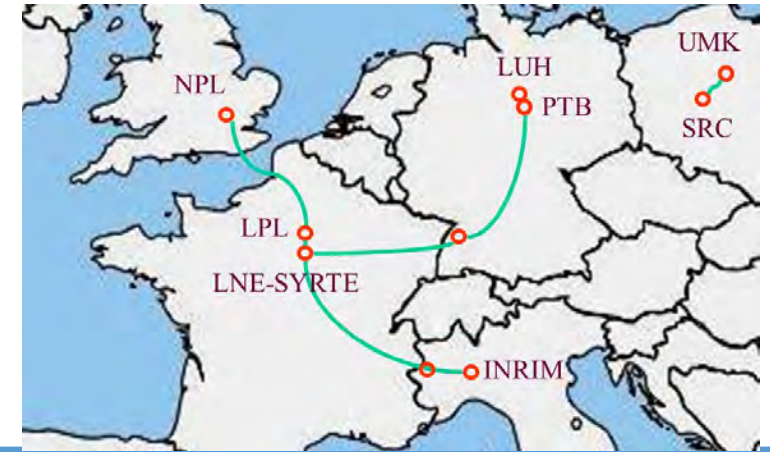 UMK
LUH
NPL
PTB
SRC
LPL
LNE-SYRTE
INRIM